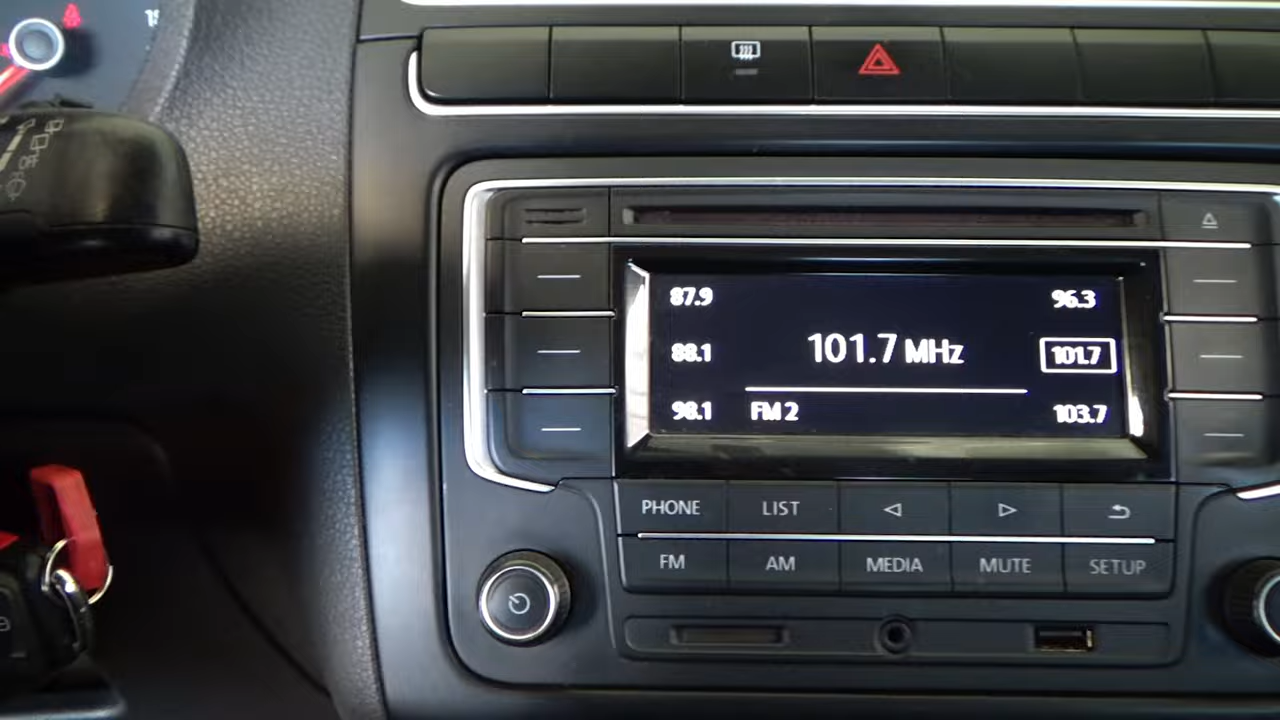 87.9 96.3
101.7 MHz
88.1 101.7
98.1 FM 2 103.7
PHONE LIST
FM AM MEDIA MUTE SETUP